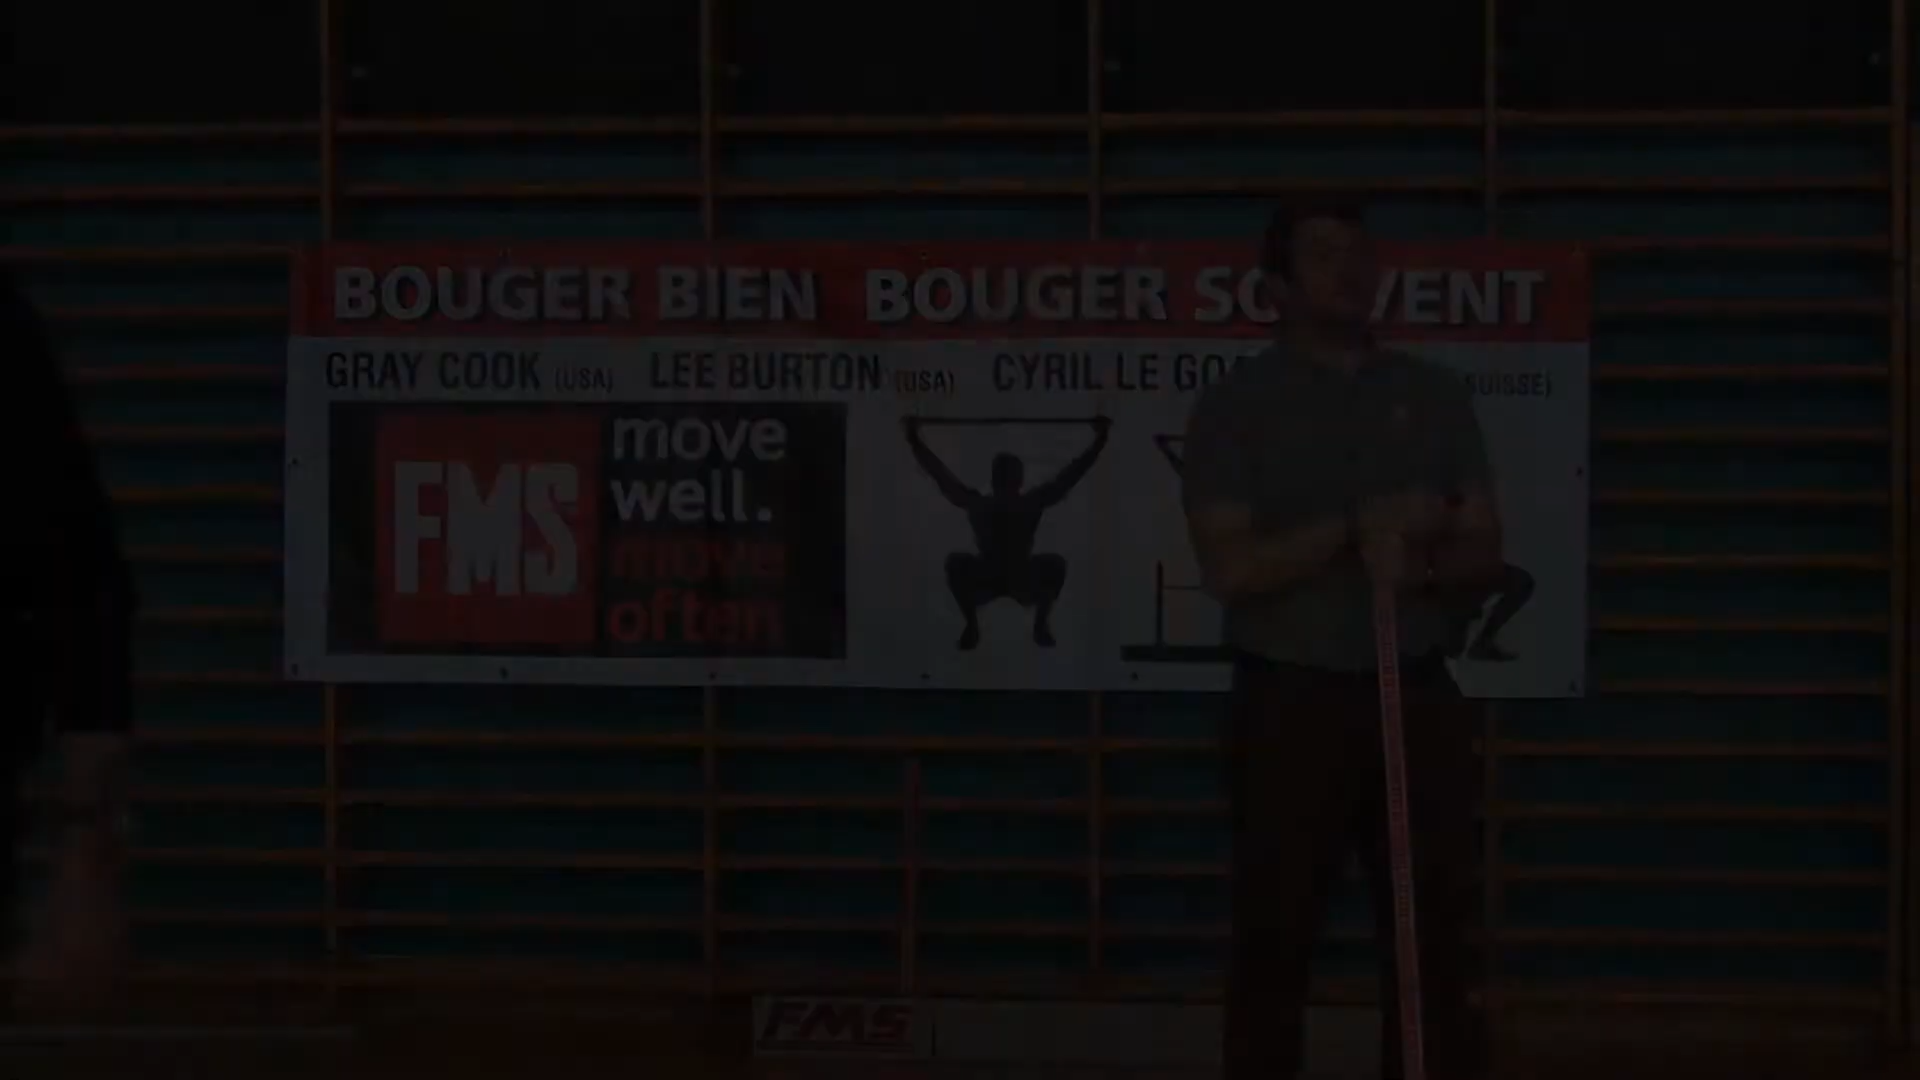 BOUGER BIEN BOUGER SO VENT
GRAY COOK (USA) LEE BURTON (USA) CYRIL LE GO SUISSE)
FMS
move
well.
move
often.
FMS